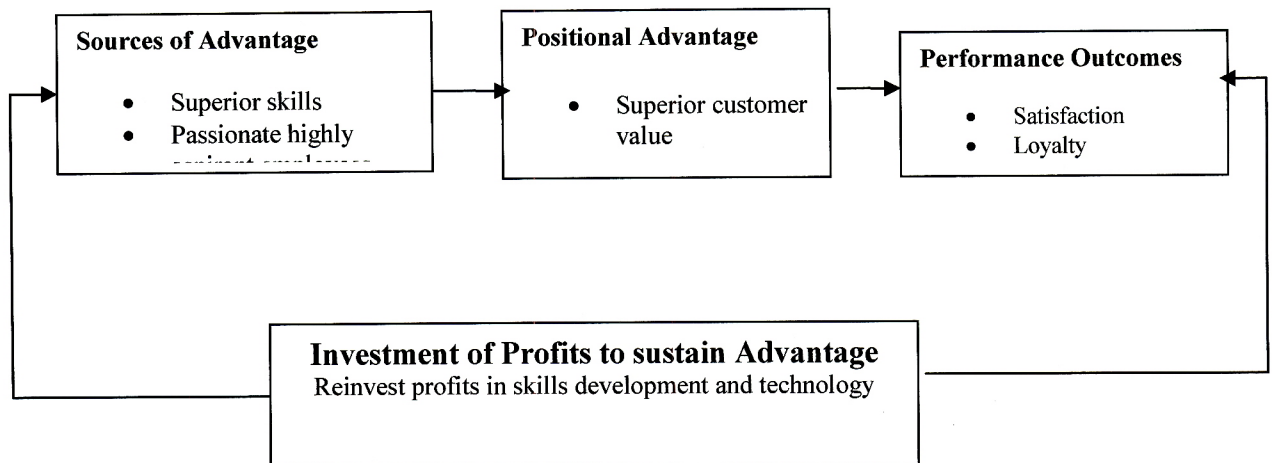 Sources of Advantage
• Superior skills
• Passionate highly
Positional Advantage
• Superior customer
value
Performance Outcomes
• Satisfaction
• Loyalty
Investment of Profits to sustain Advantage
Reinvest profits in skills development and technology